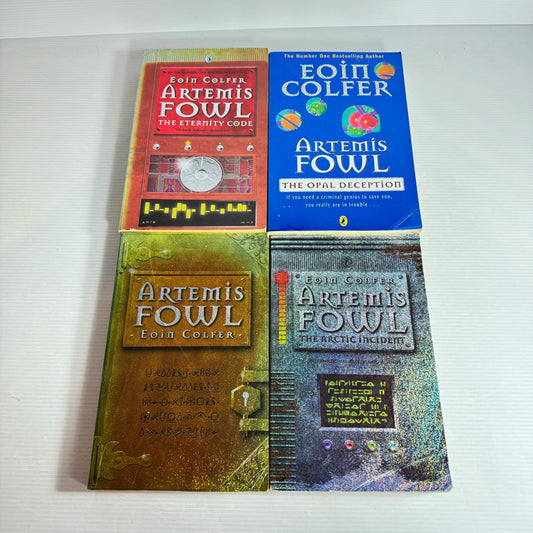 Eoin Colfer
Artemis
Fowl
The Eternity Code
The Number One Bestselling Author
Eoin
Colfer
Artemis
Fowl
The Opal Deception
If you need a criminal genius to save you,
you really are in trouble . . .
Artemis
Fowl
Eoin Colfer
Eoin Colfer
Artemis
Fowl
The Arctic Incident